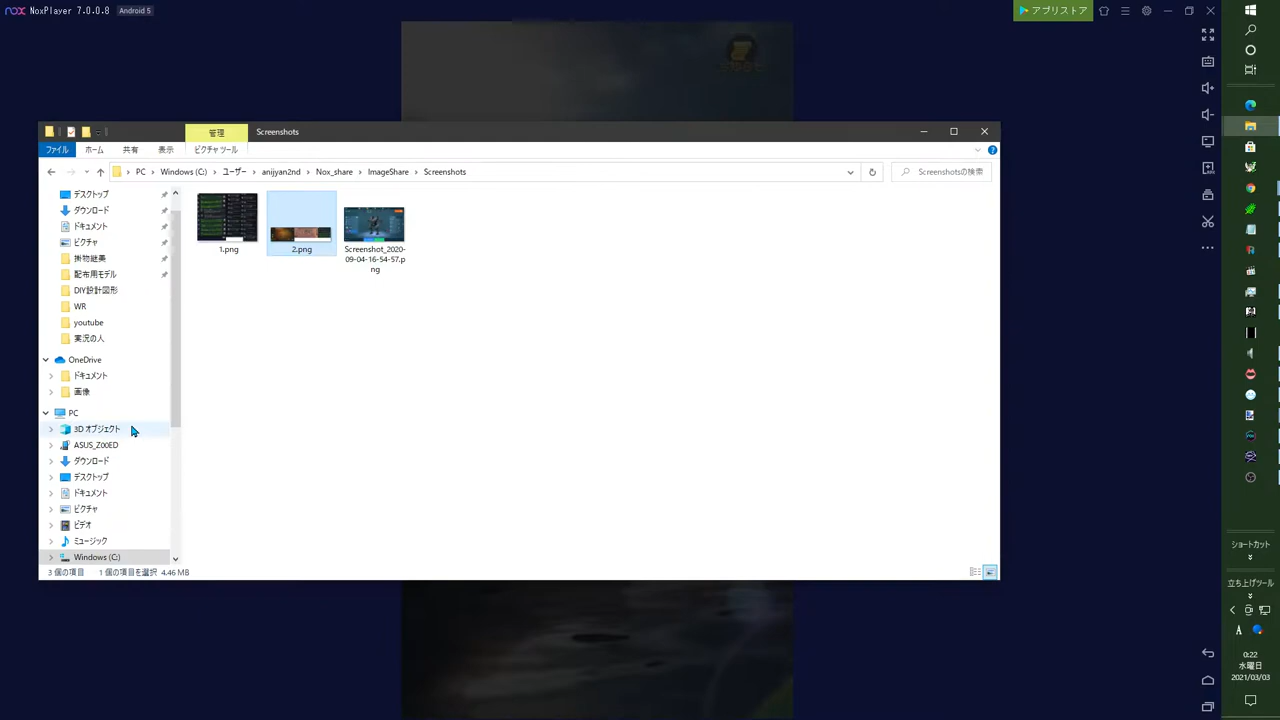 nox NoxPlayer 7.0.0.8 Android 5
アプリストア
管理 Screenshots
ファイル ホーム 共有 表示 ピクチャ ツール
PC Windows (C:) ユーザー anijyan2nd Nox_share ImageShare Screenshots
Screenshotsの検索
デスクトップ
ダウンロード
ドキュメント
ピクチャ
掛物継美
配布用モデル
DIY設計図形
WR
youtube
実況の人
OneDrive
ドキュメント
画像
PC
3D オブジェクト
ASUS_Z00ED
ダウンロード
デスクトップ
ドキュメント
ピクチャ
ビデオ
ミュージック
Windows (C:)
1.png
2.png
Screenshot_2020-
09-04-16-54-57.p
ng
3 個の項目 1 個の項目を選択 4.46 MB
ショートカット
立ち上げツール
A
0:22
水曜日
2021/03/03